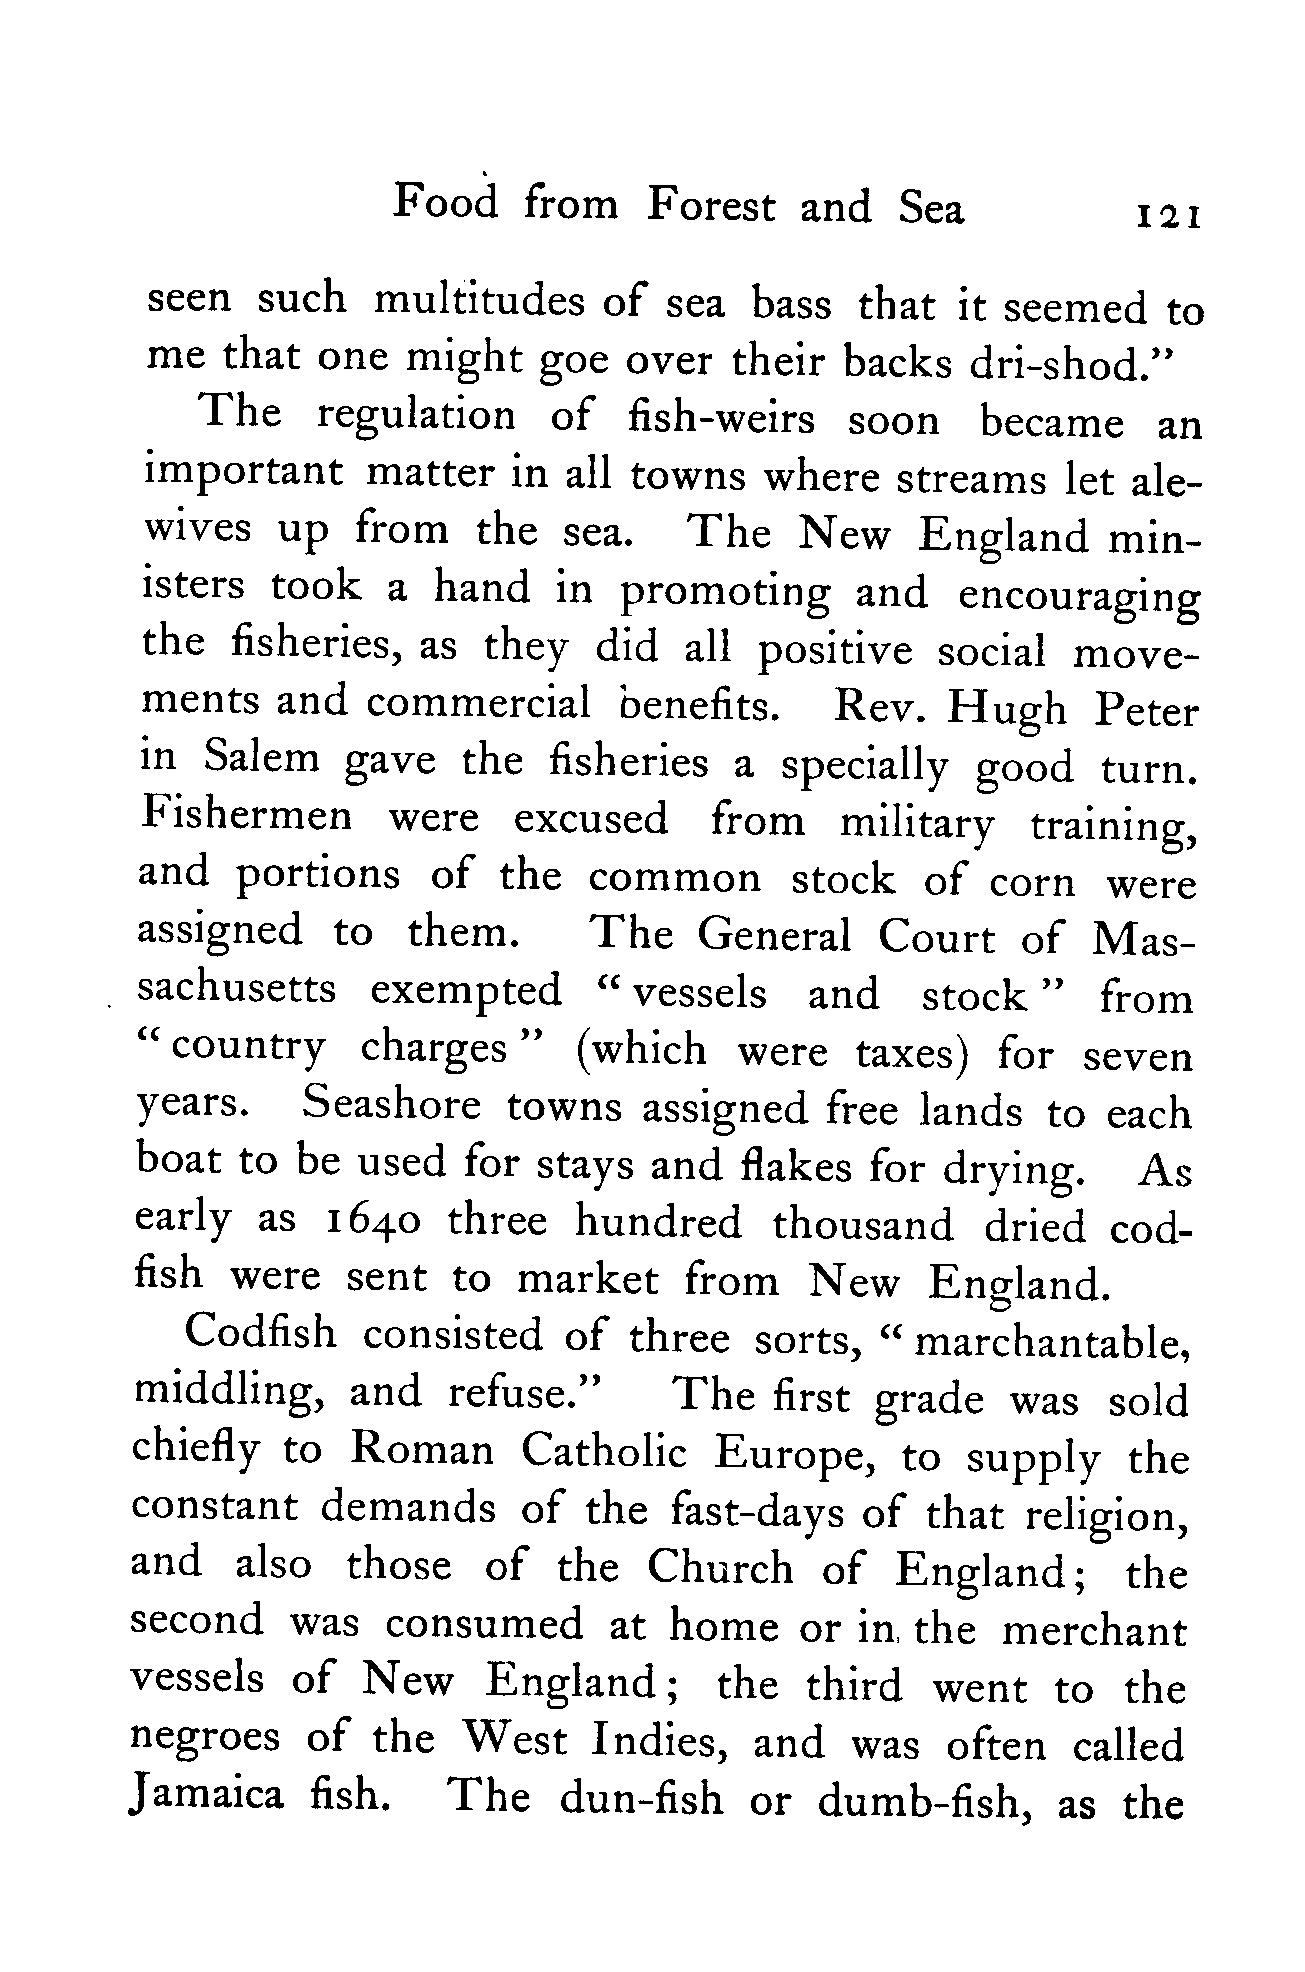 Food from Forest and Sea 121
seen such multitudes of sea bass that it seemed to
me that one might goe over their backs dri-shod.”
The regulation of fish-weirs soon became an
important matter in all towns where streams let ale-
wives up from the sea. The New England min-
isters took a hand in promoting and encouraging
the fisheries, as they did all positive social move-
ments and commercial benefits. Rev. Hugh Peter
in Salem gave the fisheries a specially good turn.
Fishermen were excused from military training,
and portions of the common stock of corn were
assigned to them. The General Court of Mas-
sachusetts exempted “ vessels and stock ” from
“ country charges ” (which were taxes) for seven
years. Seashore towns assigned free lands to each
boat to be used for stays and flakes for drying. As
early as 1640 three hundred thousand dried cod-
fish were sent to market from New England.
Codfish consisted of three sorts, “ marchantable,
middling, and refuse.” The first grade was sold
chiefly to Roman Catholic Europe, to supply the
constant demands of the fast-days of that religion,
and also those of the Church of England ; the
second was consumed at home or in the merchant
vessels of New England ; the third went to the
negroes of the West Indies, and was often called
Jamaica fish. The dun-fish or dumb-fish, as the